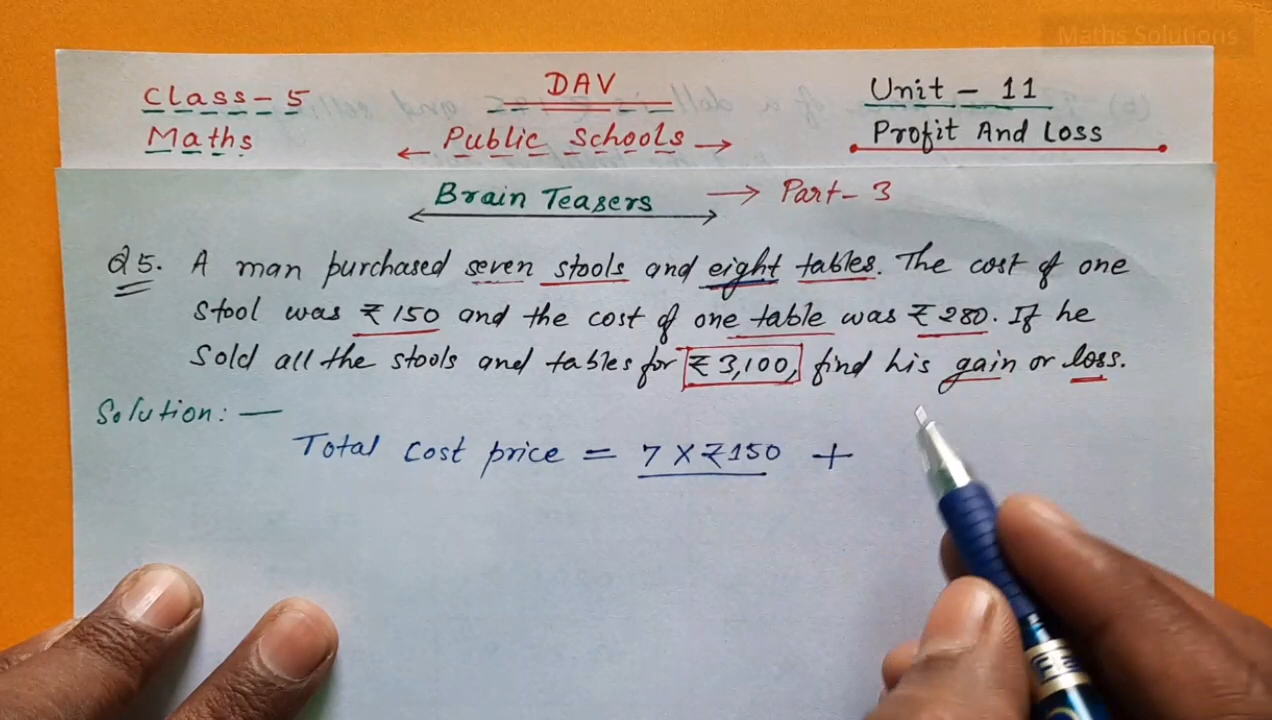 Maths Solutions
Class-5
Maths
DAV
Public Schools
Unit - 11
Profit And Loss
Brain Teasers → Part-3
Q5. A man purchased seven stools and eight tables. The cost of one
Stool was ₹150 and the cost of one table was ₹280. If he
Sold all the stools and tables for ₹3,100, find his gain or loss.
Solution:—
Total Cost price = 7 X ₹150 +